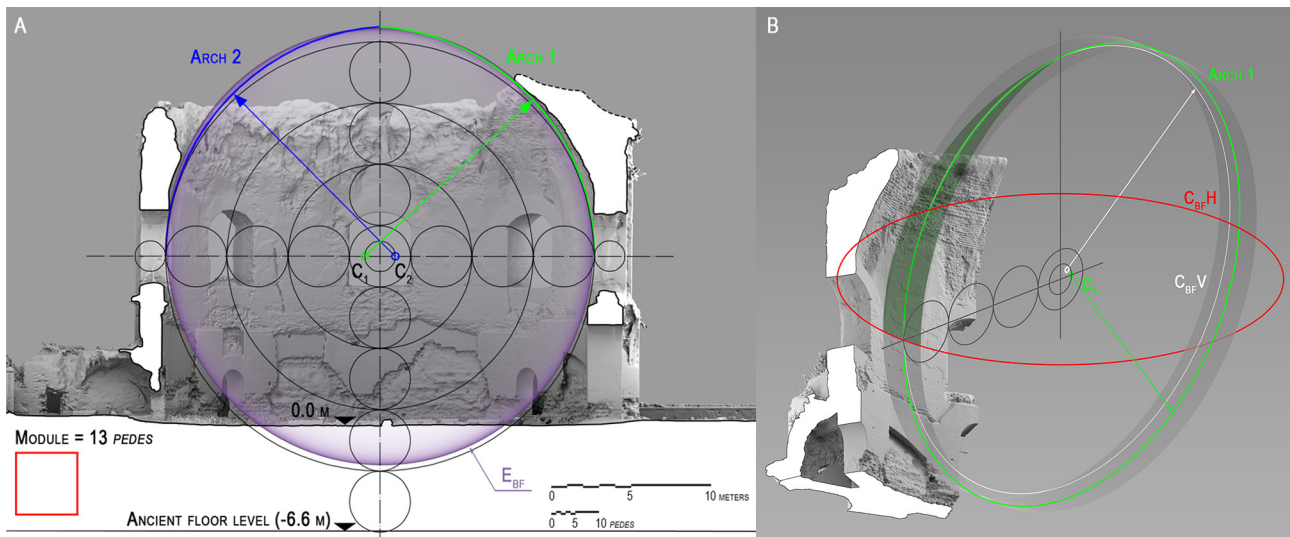 A
ARCH 2
ARCH 1
C1
C2
0.0 M
MODULE = 13 PEDES
EBF
0 5 10 METERS
0 5 10 PEDES
ANCIENT FLOOR LEVEL (-6.6 M)
B
ARCH 1
CBFH
C1
CBFV